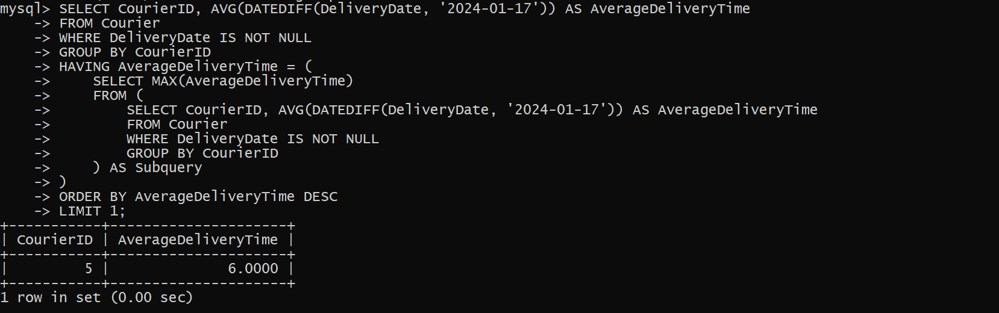 mysql> SELECT CourierID, AVG(DATEDIFF(DeliveryDate, '2024-01-17')) AS AverageDeliveryTime
    -> FROM Courier
    -> WHERE DeliveryDate IS NOT NULL
    -> GROUP BY CourierID
    -> HAVING AverageDeliveryTime = (
    ->     SELECT MAX(AverageDeliveryTime)
    ->     FROM (
    ->         SELECT CourierID, AVG(DATEDIFF(DeliveryDate, '2024-01-17')) AS AverageDeliveryTime
    ->         FROM Courier
    ->         WHERE DeliveryDate IS NOT NULL
    ->         GROUP BY CourierID
    ->     ) AS Subquery
    -> )
    -> ORDER BY AverageDeliveryTime DESC
    -> LIMIT 1;
+-----------+---------------------+
| CourierID | AverageDeliveryTime |
+-----------+---------------------+
|         5 |              6.0000 |
+-----------+---------------------+
1 row in set (0.00 sec)